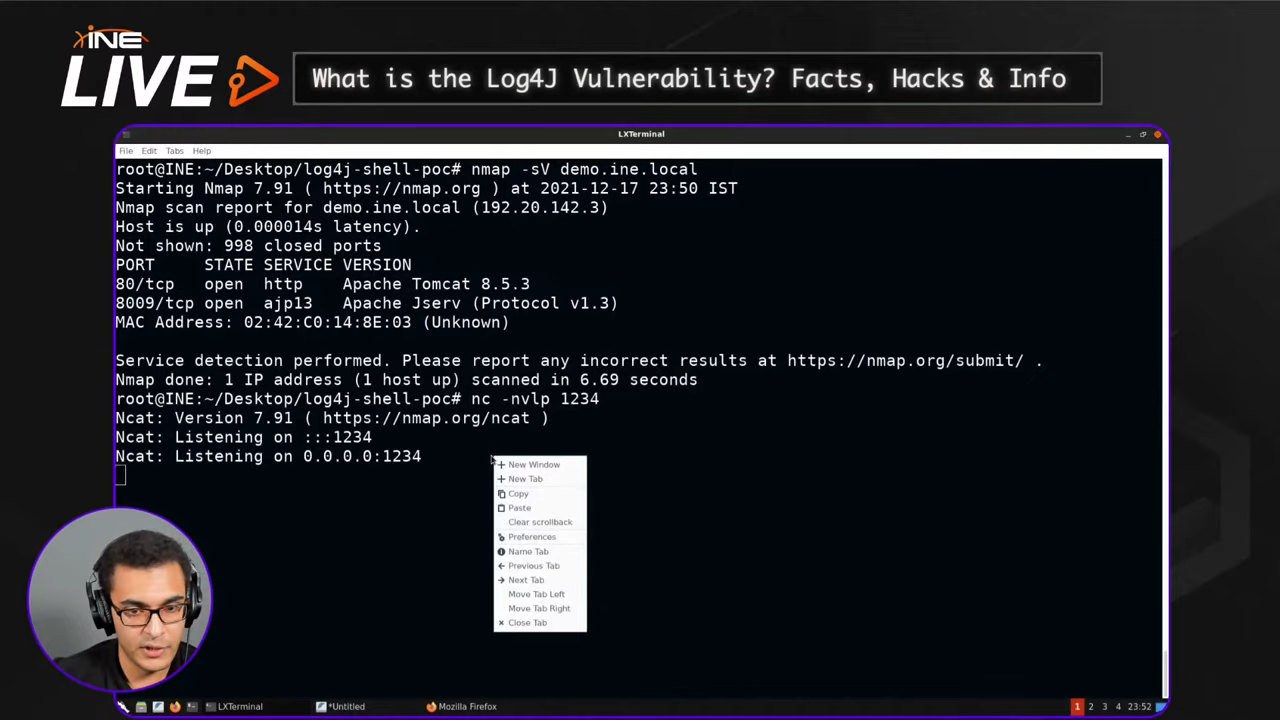 INE
LIVE
What is the Log4J Vulnerability? Facts, Hacks & Info
LXTerminal
File Edit Tabs Help
root@INE:~/Desktop/log4j-shell-poc# nmap -sV demo.ine.local
Starting Nmap 7.91 ( https://nmap.org ) at 2021-12-17 23:50 IST
Nmap scan report for demo.ine.local (192.20.142.3)
Host is up (0.000014s latency).
Not shown: 998 closed ports
PORT     STATE SERVICE VERSION
80/tcp   open  http    Apache Tomcat 8.5.3
8009/tcp open  ajp13   Apache Jserv (Protocol v1.3)
MAC Address: 02:42:C0:14:8E:03 (Unknown)
Service detection performed. Please report any incorrect results at https://nmap.org/submit/ .
Nmap done: 1 IP address (1 host up) scanned in 6.69 seconds
root@INE:~/Desktop/log4j-shell-poc# nc -nvlp 1234
Ncat: Version 7.91 ( https://nmap.org/ncat )
Ncat: Listening on :::1234
Ncat: Listening on 0.0.0.0:1234
New Window
New Tab
Copy
Paste
Clear scrollback
Preferences
Name Tab
Previous Tab
Next Tab
Move Tab Left
Move Tab Right
Close Tab
LXTerminal *Untitled Mozilla Firefox 1 2 3 4 23:52